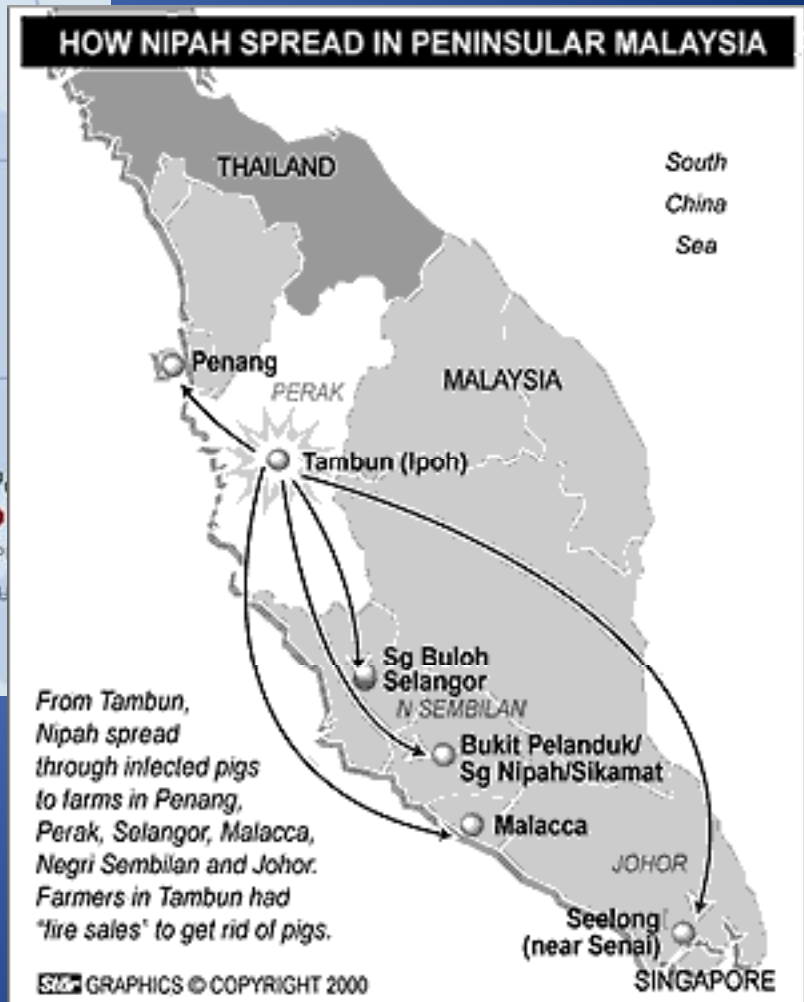 HOW NIPAH SPREAD IN PENINSULAR MALAYSIA
THAILAND
South
China
Sea
Penang
PERAK
MALAYSIA
Tambun (Ipoh)
Sg Buloh
Selangor
N SEMBILAN
Bukit Pelanduk/
Sg Nipah/Sikamat
Malacca
JOHOR
Seelong
(near Senai)
SINGAPORE
From Tambun,
Nipah spread
through infected pigs
to farms in Penang,
Perak, Selangor, Malacca,
Negri Sembilan and Johor.
Farmers in Tambun had
"fire sales" to get rid of pigs.
Star GRAPHICS © COPYRIGHT 2000